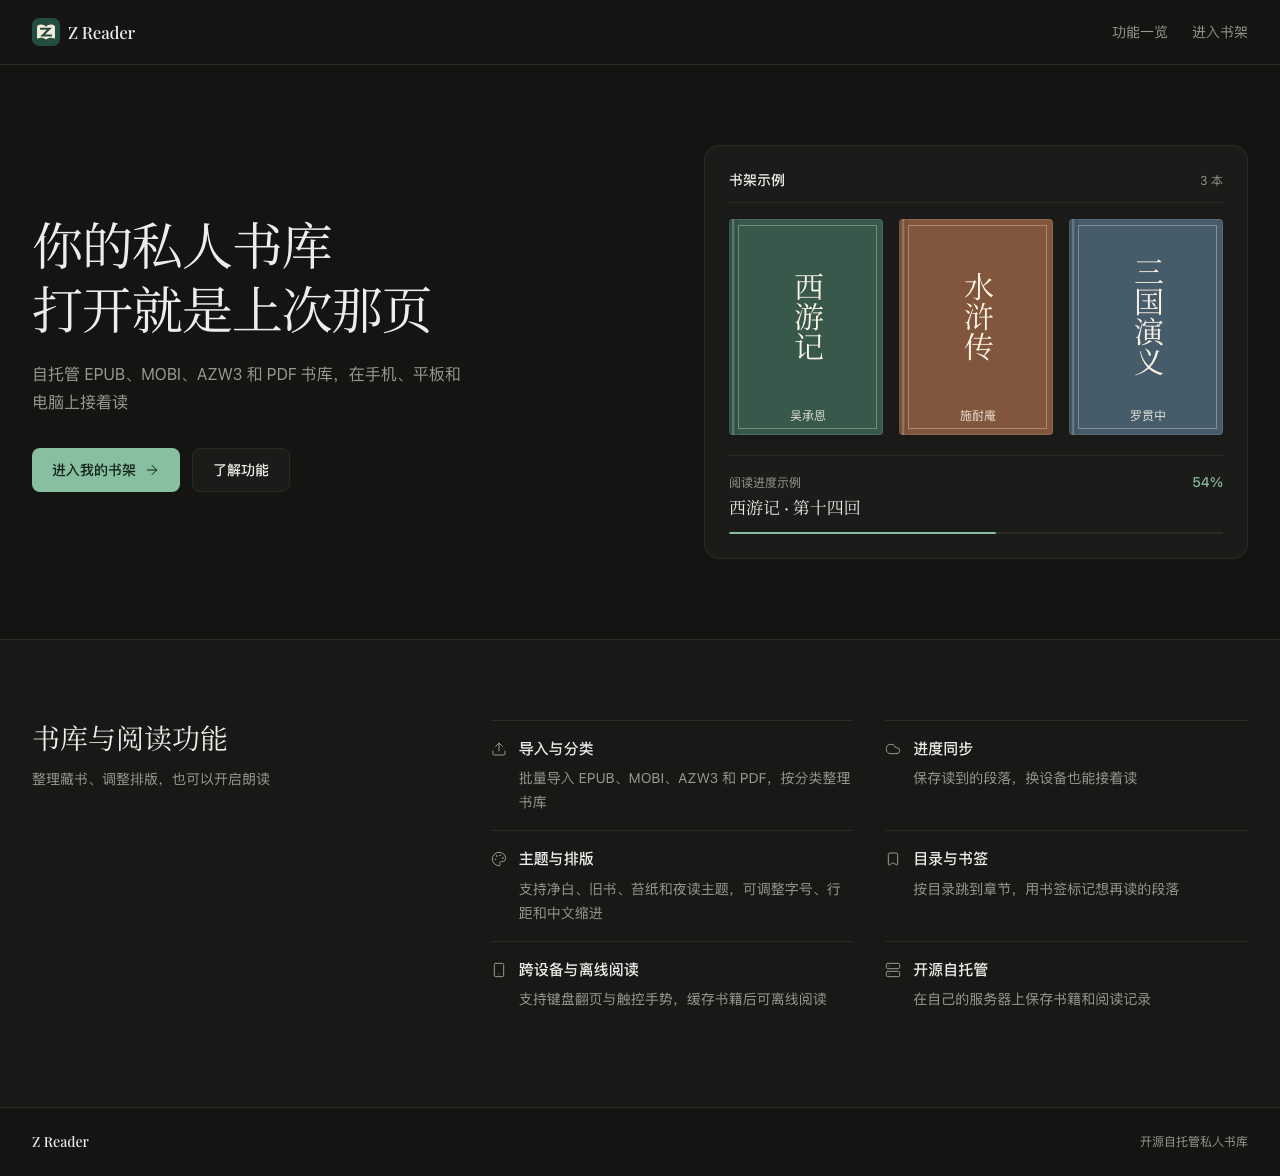 Z Reader
功能一览
进入书架
你的私人书库
打开就是上次那页
自托管 EPUB、MOBI、AZW3 和 PDF 书库，在手机、平板和
电脑上接着读
进入我的书架
了解功能
书架示例
3 本
西游记
吴承恩
水浒传
施耐庵
三国演义
罗贯中
阅读进度示例
54%
西游记 · 第十四回
书库与阅读功能
整理藏书、调整排版，也可以开启朗读
导入与分类
批量导入 EPUB、MOBI、AZW3 和 PDF，按分类整理
书库
进度同步
保存读到的段落，换设备也能接着读
主题与排版
支持净白、旧书、苔纸和夜读主题，可调整字号、行
距和中文缩进
目录与书签
按目录跳到章节，用书签标记想再读的段落
跨设备与离线阅读
支持键盘翻页与触控手势，缓存书籍后可离线阅读
开源自托管
在自己的服务器上保存书籍和阅读记录
Z Reader
开源自托管私人书库